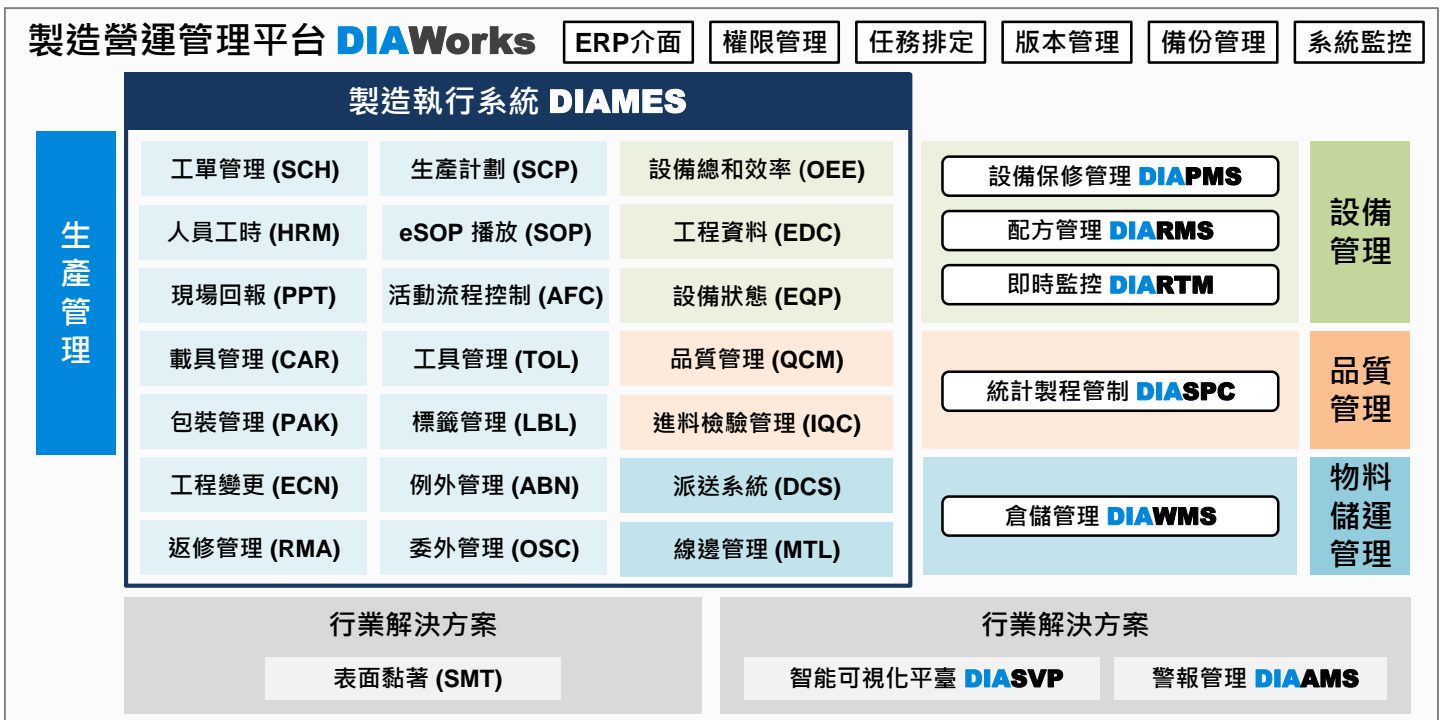 製造營運管理平台 DIAWorks
ERP介面
權限管理
任務排定
版本管理
備份管理
系統監控
製造執行系統 DIAMES
生產管理
工單管理 (SCH)
生產計劃 (SCP)
設備總和效率 (OEE)
人員工時 (HRM)
eSOP 播放 (SOP)
工程資料 (EDC)
現場回報 (PPT)
活動流程控制 (AFC)
設備狀態 (EQP)
載具管理 (CAR)
工具管理 (TOL)
品質管理 (QCM)
包裝管理 (PAK)
標籤管理 (LBL)
進料檢驗管理 (IQC)
工程變更 (ECN)
例外管理 (ABN)
派送系統 (DCS)
返修管理 (RMA)
委外管理 (OSC)
線邊管理 (MTL)
設備保修管理 DIAPMS
配方管理 DIARMS
即時監控 DIARTM
設備
管理
統計製程管制 DIASPC
品質
管理
倉儲管理 DIAWMS
物料
儲運
管理
行業解決方案
表面黏著 (SMT)
行業解決方案
智能可視化平臺 DIASVP
警報管理 DIAAMS